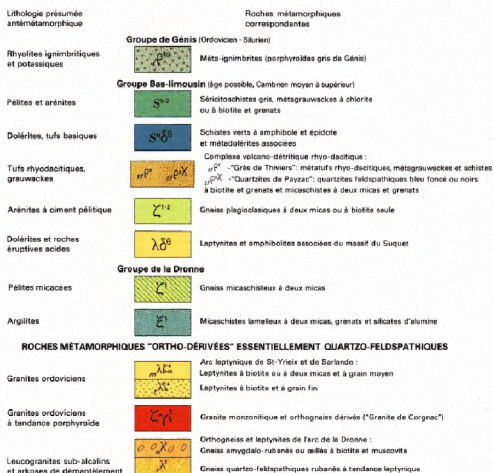 Lithologie présumée antémétamorphique
Roches métamorphiques correspondantes
Groupe de Génis (Ordovicien - Silurien)
Rhyolites ignimbritiques et potassiques
Méta-ignimbrites (porphyroïdes gris de Génis)
Groupe Bas-limousin (âge possible, Cambrien moyen à supérieur)
Pélites et arénites
Séricitoschistes gris, métagrauwackes à chlorite
ou à biotite et grenats
Dolérites, tufs basiques
Schistes verts à amphibole et épidote
et métadolérites associées
Complexe volcano-détritique rhyo-dacitique :
Tufs rhyodacitiques, grauwackes
-"Grès de Thiviers": métatufs rhyo-dacitiques, métagrauwackes et schistes
-"Quartzites de Payzac": quartzites feldspathiques bleu foncé ou noirs
à biotite et grenats et micaschistes à deux micas et grenats
Arénites à ciment pélitique
Gneiss plagioclasiques à deux micas ou à biotite seule
Dolérites et roches éruptives acides
Leptynites et amphibolites associées du massif du Suquet
Groupe de la Dronne
Pélites micacées
Gneiss micaschisteux à deux micas
Argilites
Micaschistes lamelleux à deux micas, grenats et silicates d'alumine
ROCHES MÉTAMORPHIQUES "ORTHO-DÉRIVÉES" ESSENTIELLEMENT QUARTZO-FELDSPATHIQUES
Granites ordoviciens
Arc leptynique de St-Yrieix et de Sarlande :
Leptynites à biotite ou à deux micas et à grain moyen
Leptynites à biotite et à grain fin
Granites ordoviciens à tendance porphyroïde
Granite monzonitique et orthogneiss dérivés ("Granite de Corgnac")
Orthogneiss et leptynites de l'arc de la Dronne :
Gneiss amygdalo-rubanés ou œillés à biotite et muscovite
Leucogranites sub-alcalins et arkoses de démantèlement
Gneiss quartzo-feldspathiques rubanés à tendance leptynique